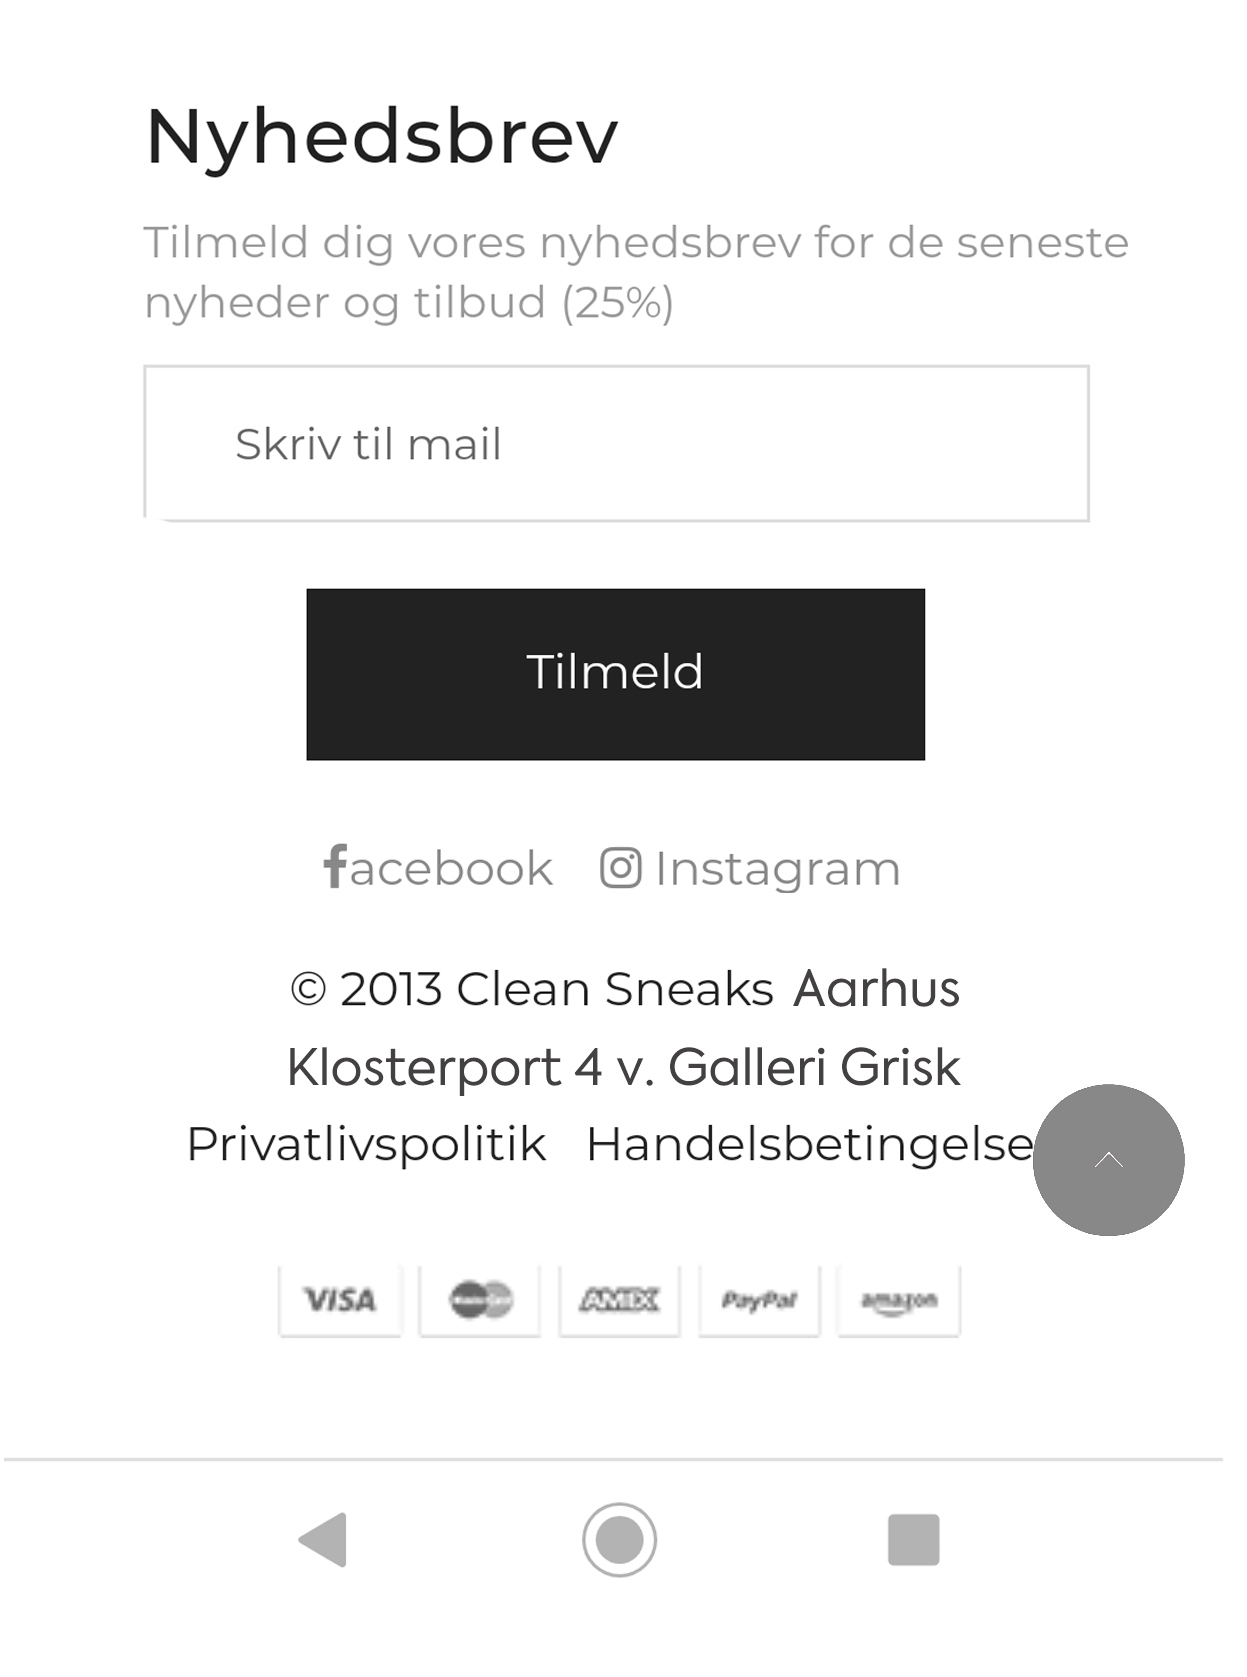 Nyhedsbrev
Tilmeld dig vores nyhedsbrev for de seneste
nyheder og tilbud (25%)
Skriv til mail
Tilmeld
facebook Instagram
© 2013 Clean Sneaks Aarhus
Klosterport 4 v. Galleri Grisk
Privatlivspolitik Handelsbetingelse
VISA MasterCard AMEX PayPal amazon